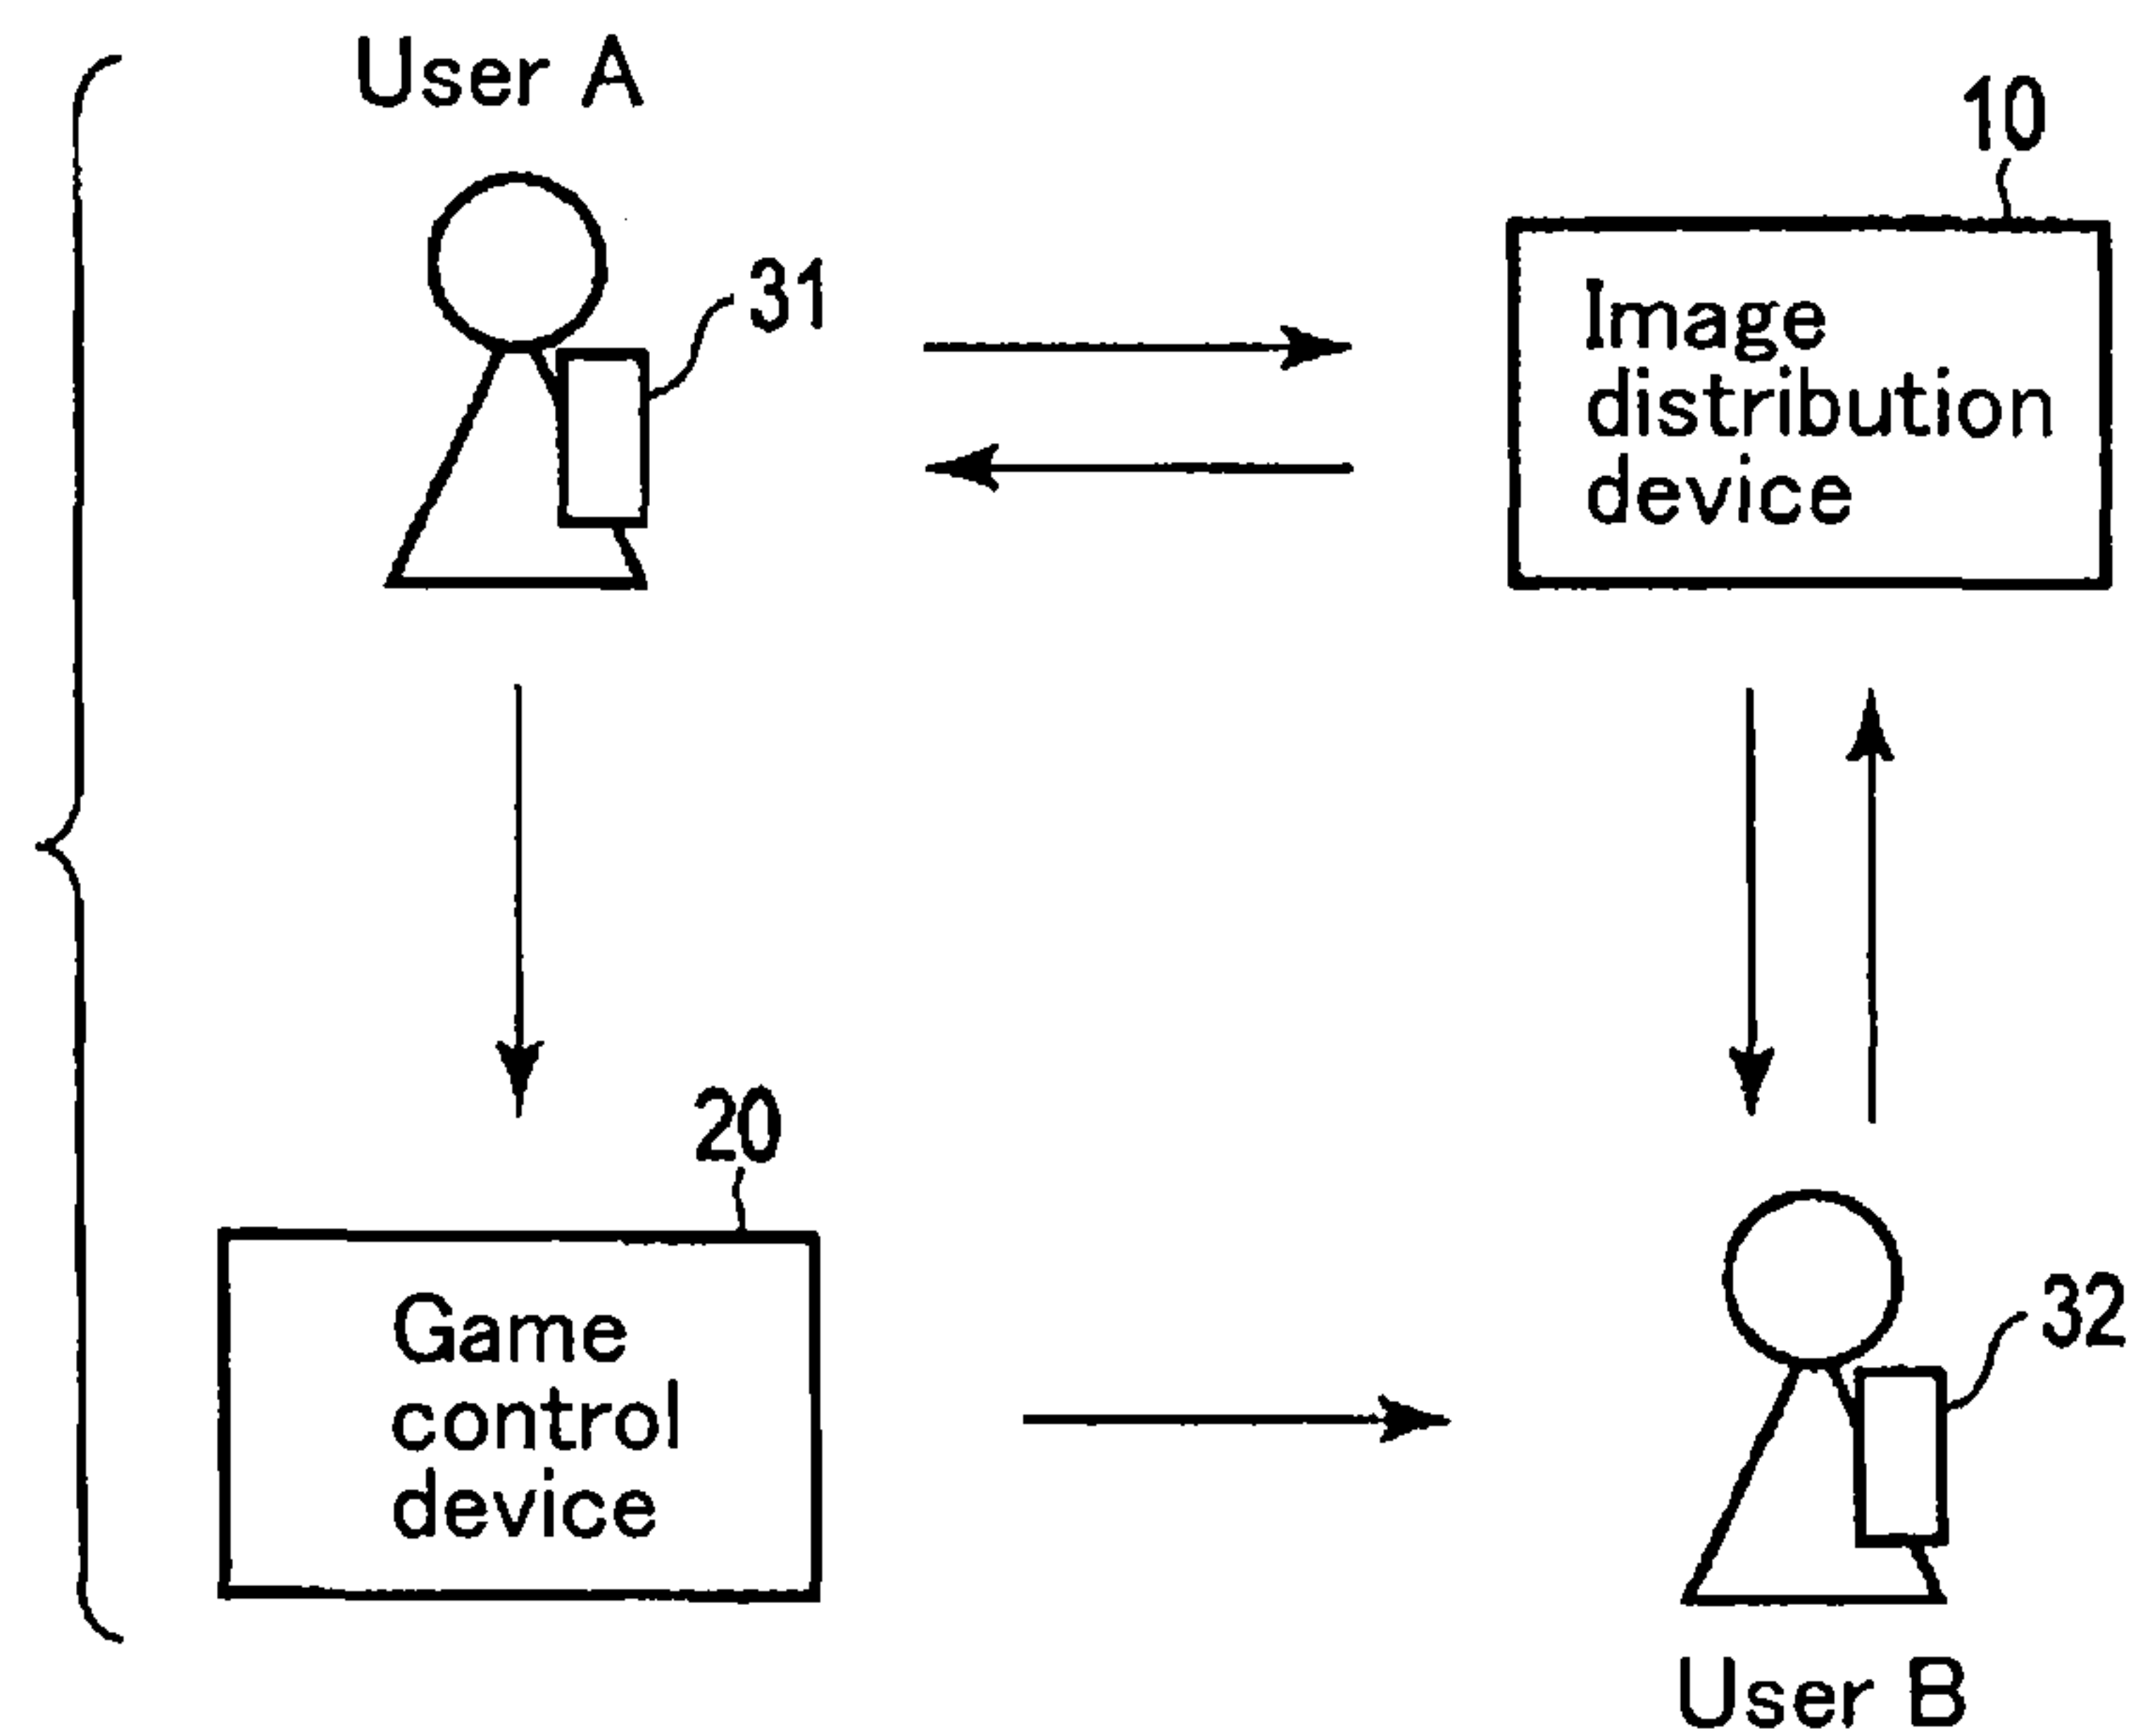 User A
10
31
Image
distribution
device
20
Game
control
device
32
User B